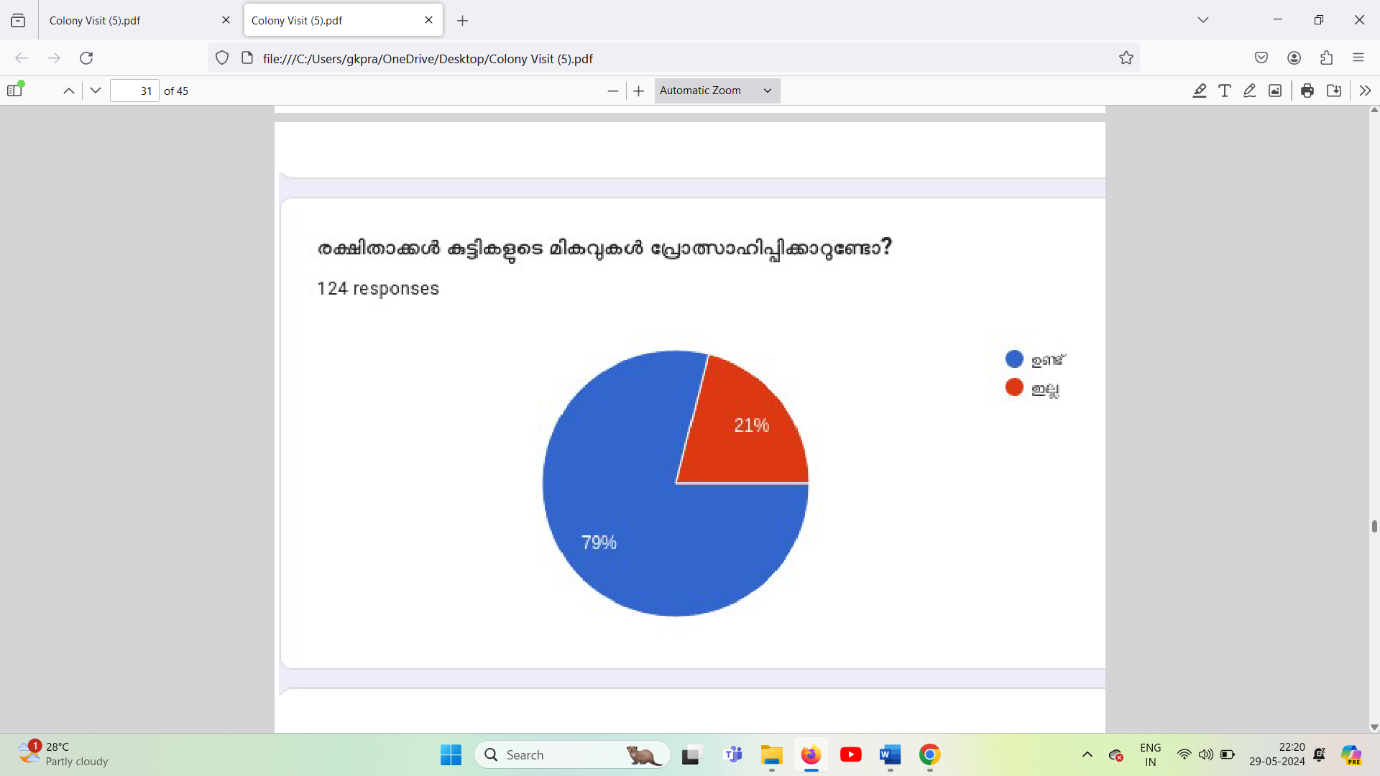 Colony Visit (5).pdf
Colony Visit (5).pdf
file:///C:/Users/gkpra/OneDrive/Desktop/Colony Visit (5).pdf
31 of 45
Automatic Zoom
രക്ഷിതാക്കൾ കുട്ടികളുടെ മികവുകൾ പ്രോത്സാഹിപ്പിക്കാറുണ്ടോ?
124 responses
ഉണ്ട്
ഇല്ല
21%
79%
1
28°C
Partly cloudy
Search
ENG
IN
22:20
29-05-2024
PRE